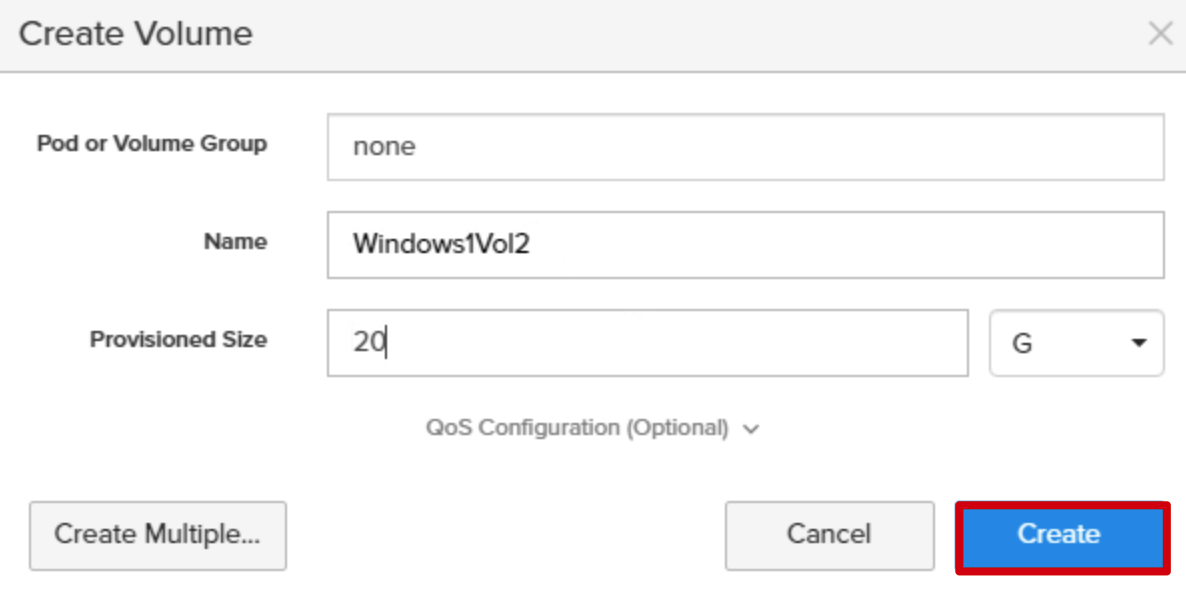 Create Volume
Pod or Volume Group none
Name Windows1Vol2
Provisioned Size 20 G
QoS Configuration (Optional)
Create Multiple... Cancel Create